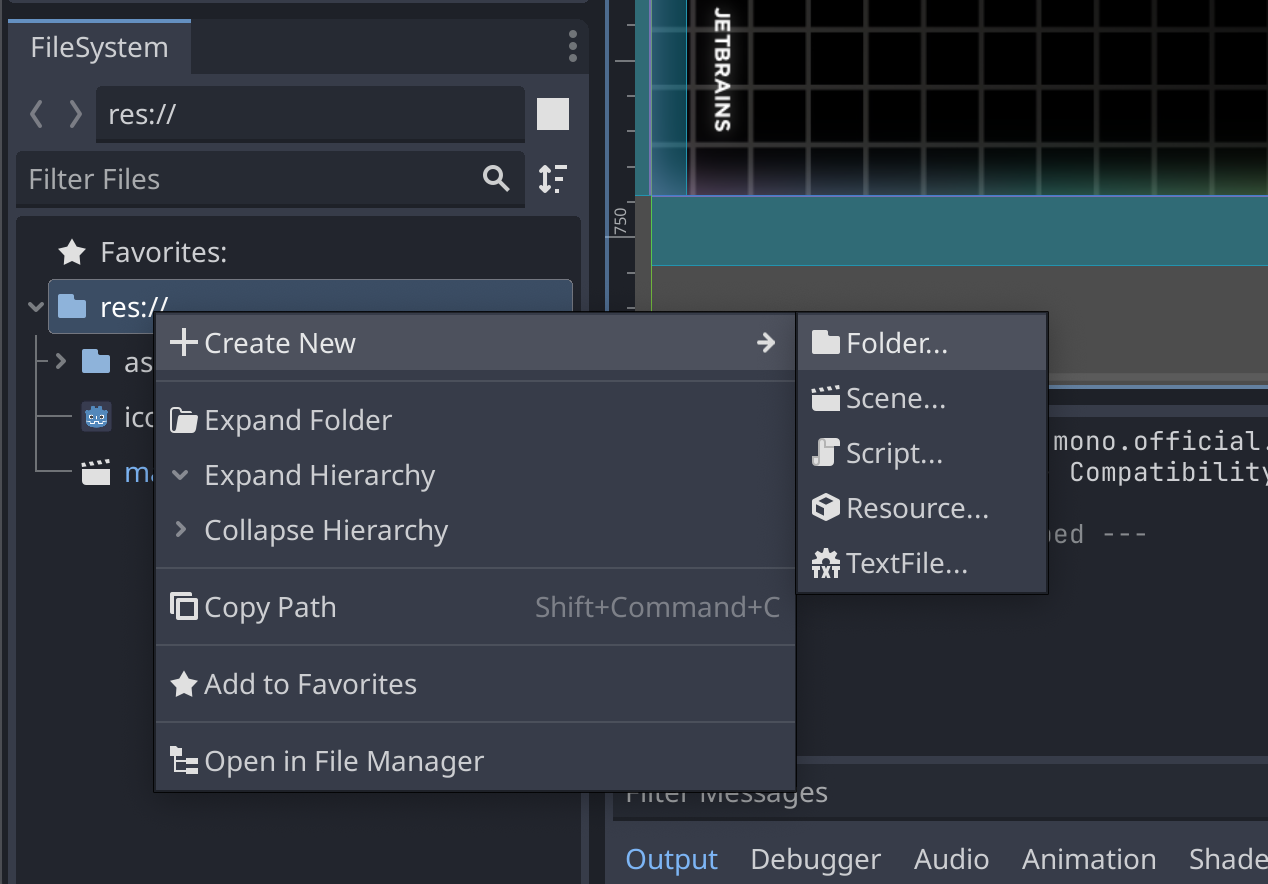 FileSystem
res://
Filter Files
Favorites:
res://
as
ico
Create New
Expand Folder
Expand Hierarchy
Collapse Hierarchy
Copy Path Shift+Command+C
Add to Favorites
Open in File Manager
Folder...
Scene...
Script...
Resource...
TextFile...
JETBRAINS
750
mono.official.
Compatibility
ed ---
Filter Messages
Output Debugger Audio Animation Shade